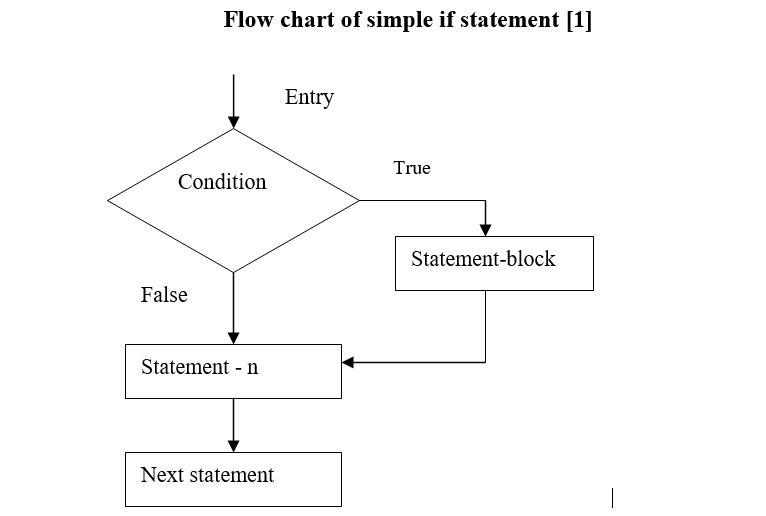 Flow chart of simple if statement [1]
Entry
True
Condition
Statement-block
False
Statement - n
Next statement